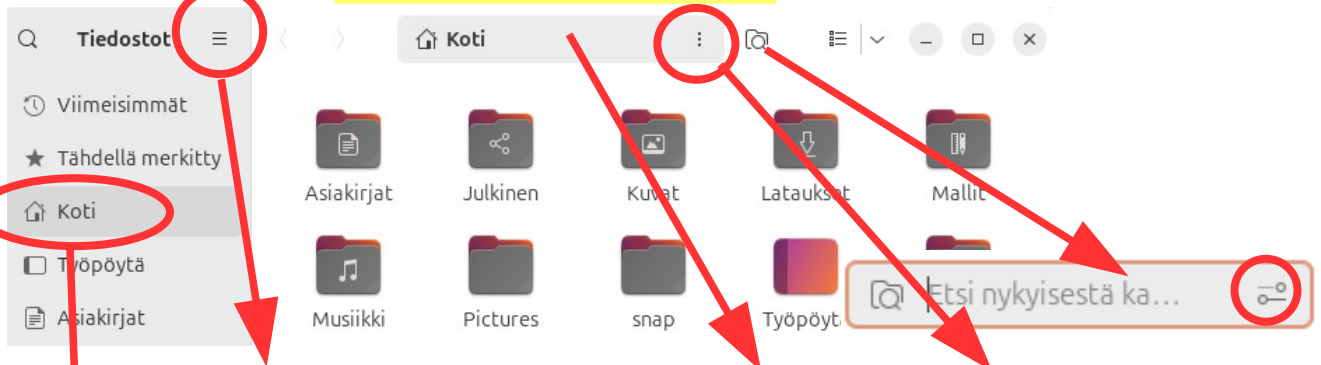 Tiedostot
Koti
Viimeisimmät
Tähdellä merkitty
Koti
Työpöytä
Asiakirjat
Asiakirjat
Julkinen
Kuvat
Lataukset
Mallit
Musiikki
Pictures
snap
Työpöyt
Etsi nykyisestä ka...